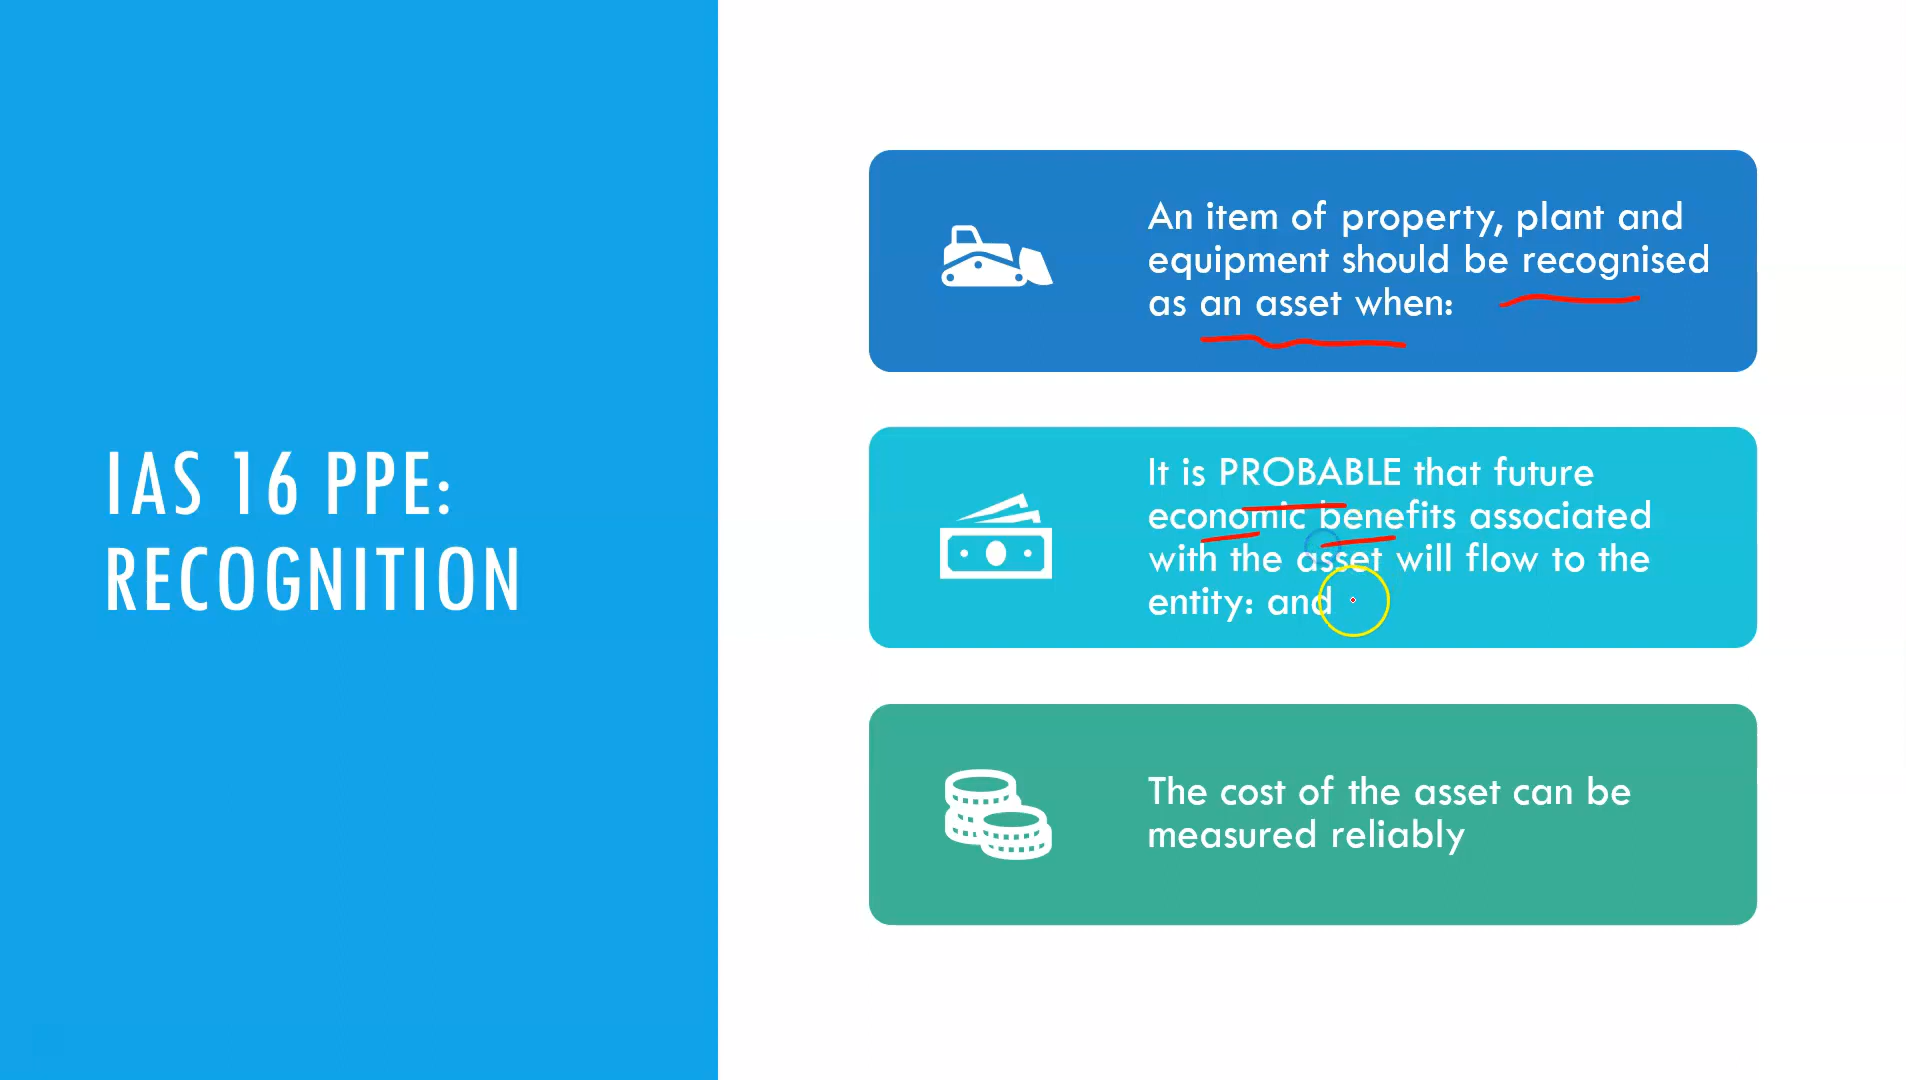 IAS 16 PPE:
RECOGNITION
An item of property, plant and
equipment should be recognised
as an asset when:
It is PROBABLE that future
economic benefits associated
with the asset will flow to the
entity: and
The cost of the asset can be
measured reliably